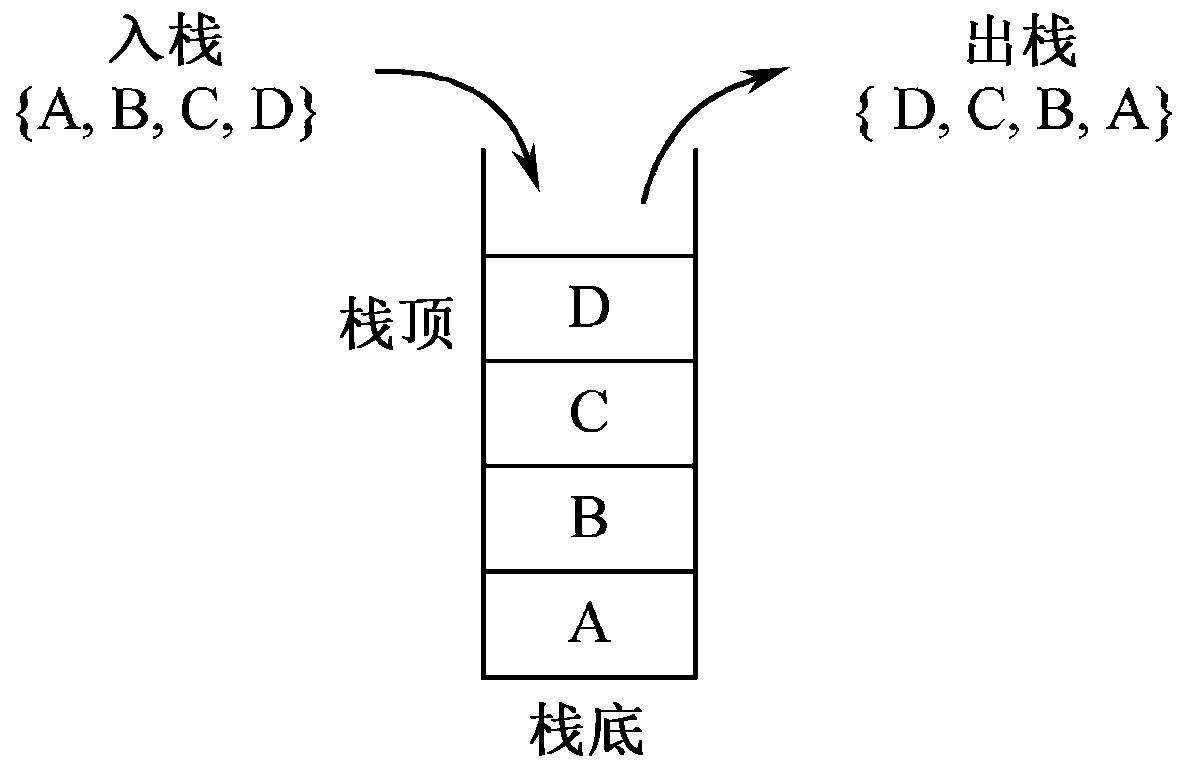 入栈
{A, B, C, D}
出栈
{ D, C, B, A}
栈顶
D
C
B
A
栈底